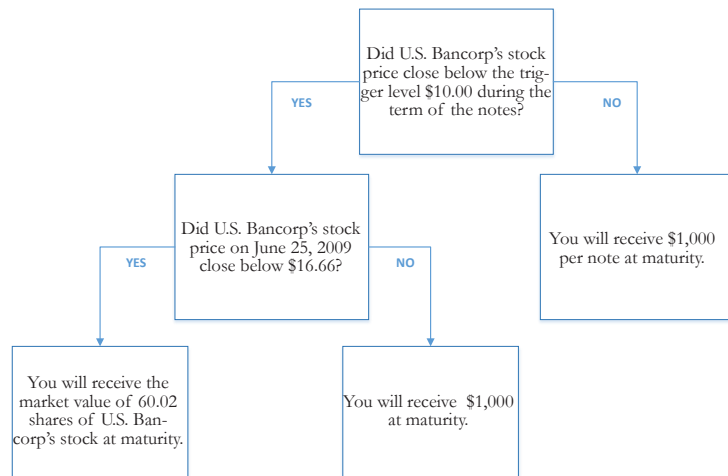 Did U.S. Bancorp's stock
price close below the trig-
ger level $10.00 during the
term of the notes?
YES
NO
Did U.S. Bancorp's stock
price on June 25, 2009
close below $16.66?
You will receive $1,000
per note at maturity.
YES
NO
You will receive the
market value of 60.02
shares of U.S. Ban-
corp's stock at maturity.
You will receive $1,000
at maturity.